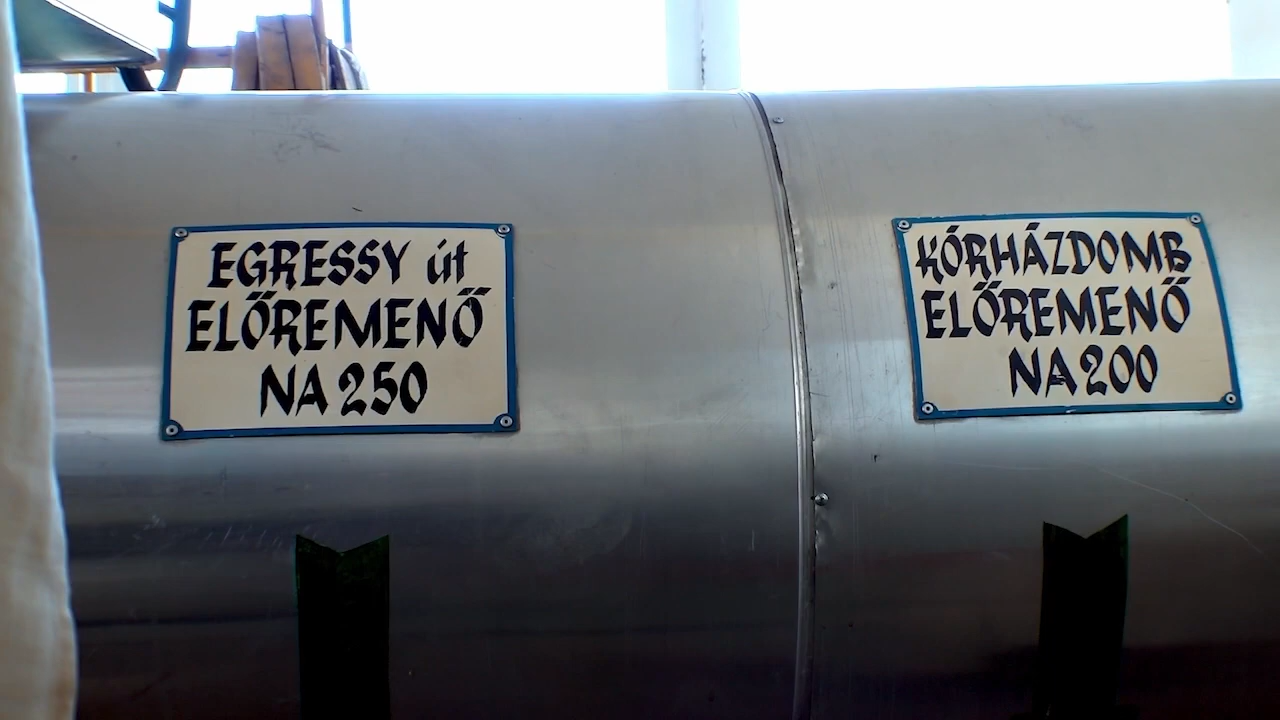 EGRESSY út
ELŐREMENŐ
NA 250
KÓRHÁZDOMB
ELŐREMENŐ
NA 200